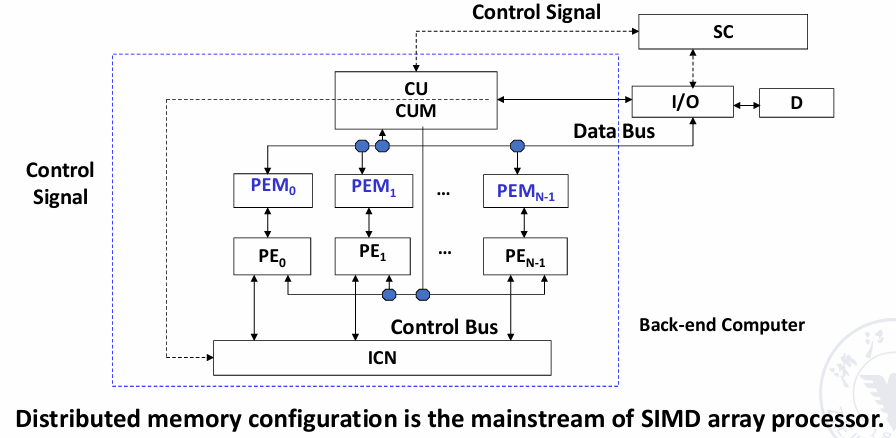 Control Signal
SC
CU
CUM
I/O
D
Data Bus
Control
Signal
PEM0
PEM1
...
PEMN-1
PE0
PE1
...
PEN-1
Control Bus
Back-end Computer
ICN
Distributed memory configuration is the mainstream of SIMD array processor.